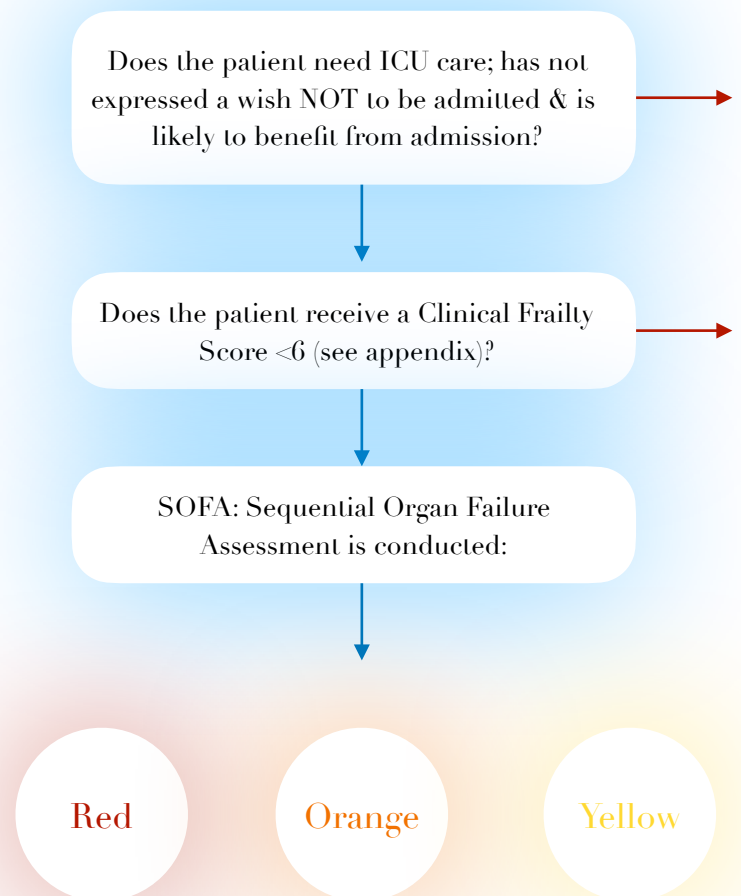 Does the patient need ICU care; has not
expressed a wish NOT to be admitted & is
likely to benefit from admission?
Does the patient receive a Clinical Frailty
Score <6 (see appendix)?
SOFA: Sequential Organ Failure
Assessment is conducted:
Red
Orange
Yellow